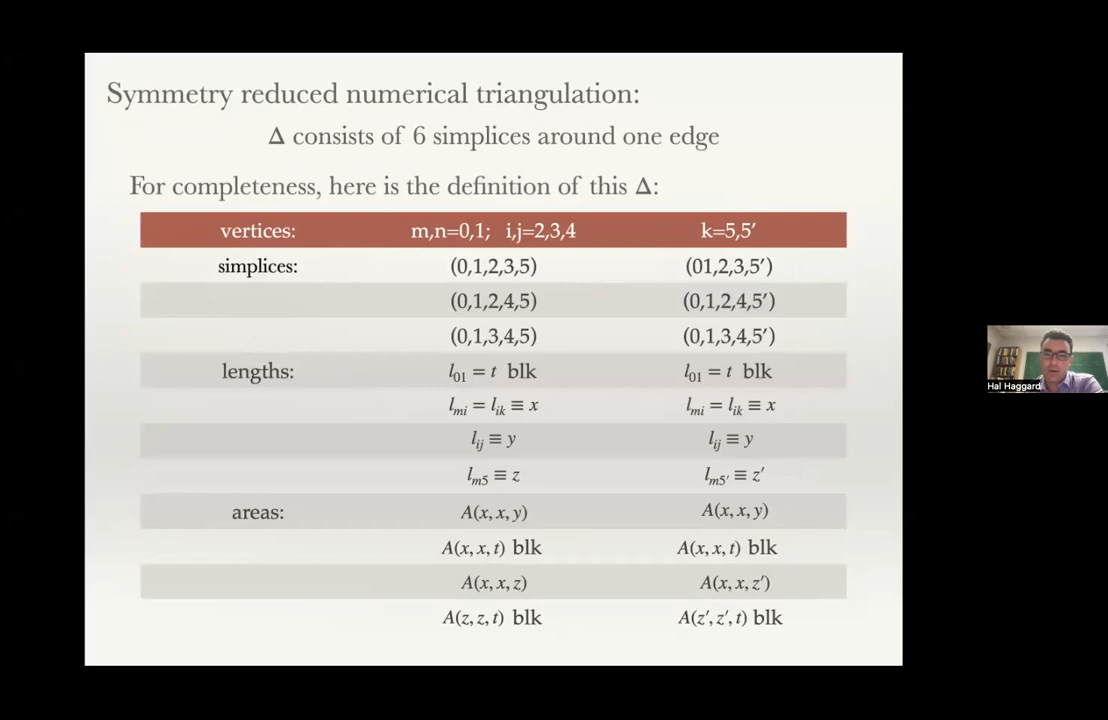 Symmetry reduced numerical triangulation:
Δ consists of 6 simplices around one edge
For completeness, here is the definition of this Δ:
vertices: m,n=0,1; i,j=2,3,4 k=5,5′
simplices: (0,1,2,3,5) (01,2,3,5′)
(0,1,2,4,5) (0,1,2,4,5′)
(0,1,3,4,5) (0,1,3,4,5′)
lengths: l₀₁ = t blk l₀₁ = t blk
lₘᵢ = lᵢₖ ≡ x lₘᵢ = lᵢₖ ≡ x
lᵢⱼ ≡ y lᵢⱼ ≡ y
lₘ₅ ≡ z lₘ₅′ ≡ z′
areas: A(x, x, y) A(x, x, y)
A(x, x, t) blk A(x, x, t) blk
A(x, x, z) A(x, x, z′)
A(z, z, t) blk A(z′, z′, t) blk
Hal Haggard